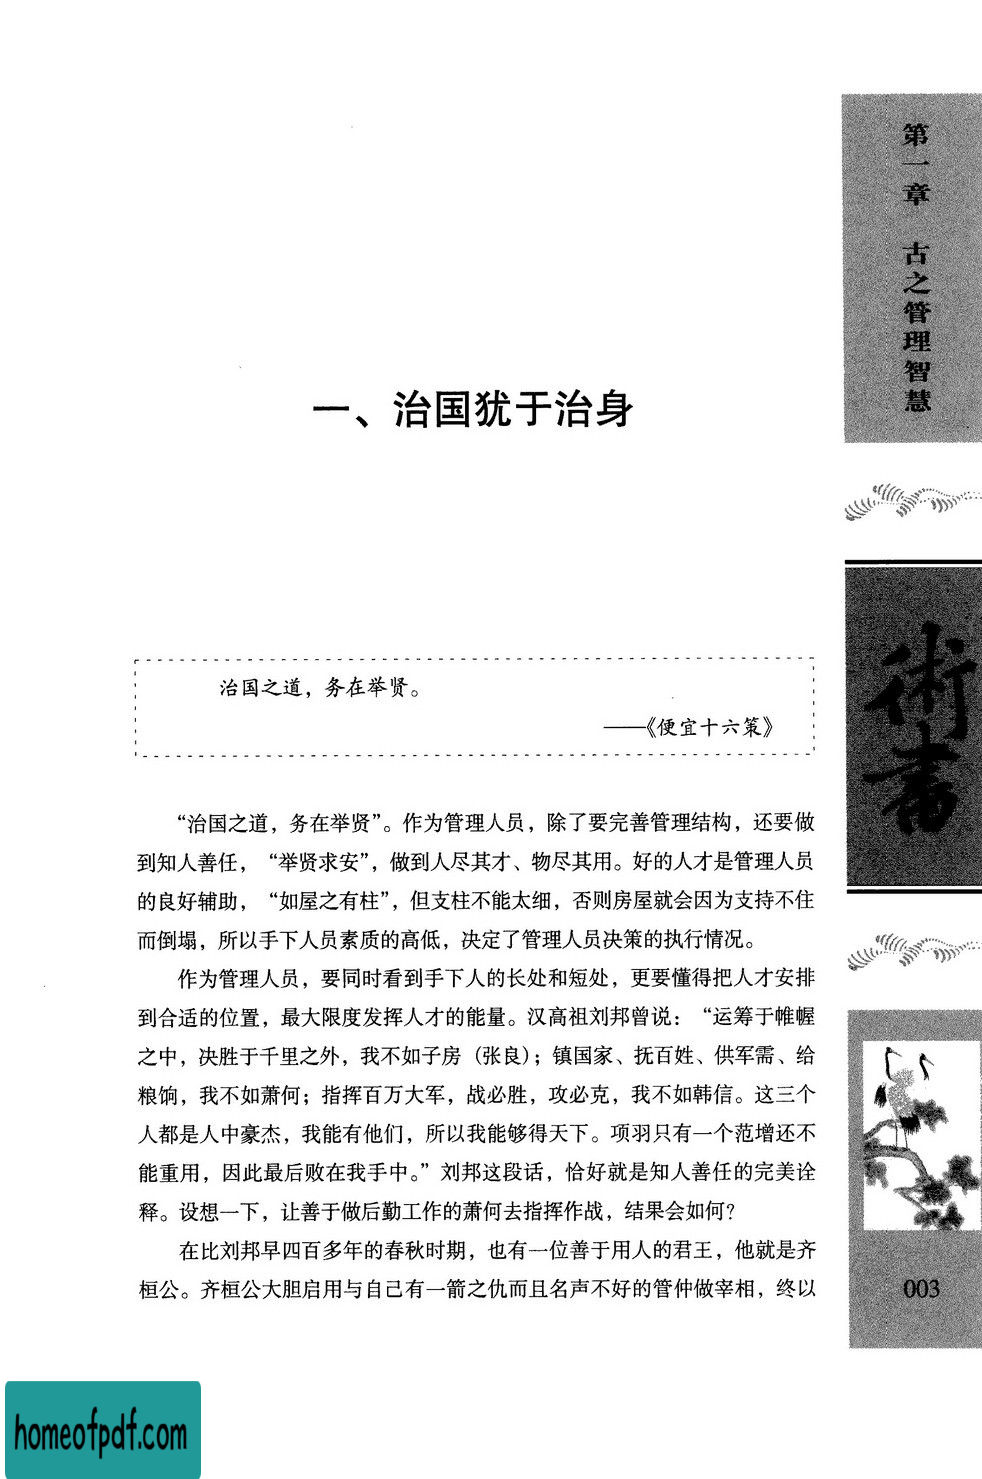 第一章 古之管理智慧
一、治国犹于治身
治国之道，务在举贤。
——《便宜十六策》
“治国之道，务在举贤”。作为管理人员，除了要完善管理结构，还要做
到知人善任，“举贤求安”，做到人尽其才、物尽其用。好的人才是管理人员
的良好辅助，“如屋之有柱”，但支柱不能太细，否则房屋就会因为支持不住
而倒塌，所以手下人员素质的高低，决定了管理人员决策的执行情况。
作为管理人员，要同时看到手下人的长处和短处，更要懂得把人才安排
到合适的位置，最大限度发挥人才的能量。汉高祖刘邦曾说：“运筹于帷幄
之中，决胜于千里之外，我不如子房（张良）；镇国家、抚百姓、供军需、给
粮饷，我不如萧何；指挥百万大军，战必胜，攻必克，我不如韩信。这三个
人都是人中豪杰，我能有他们，所以我能够得天下。项羽只有一个范增还不
能重用，因此最后败在我手中。”刘邦这段话，恰好就是知人善任的完美诠
释。设想一下，让善于做后勤工作的萧何去指挥作战，结果会如何？
在比刘邦早四百多年的春秋时期，也有一位善于用人的君王，他就是齐
桓公。齐桓公大胆启用与自己有一箭之仇而且名声不好的管仲做宰相，终以
術書
003
homeofpdf.com